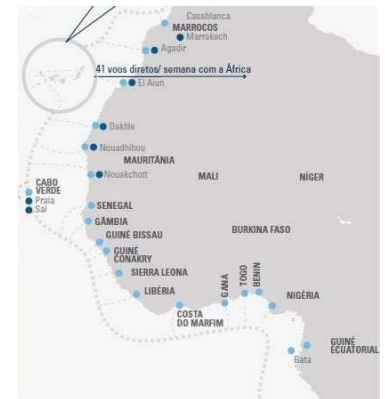 Casablanca
MARROCOS
Marrakech
Agadir
41 voos diretos/ semana com a África
El Aiun
Dakhle
Nouadhibou
MAURITÂNIA
Nouakchott
MALI
NÍGER
CABO
VERDE
Praia
Sal
SENEGAL
GÂMBIA
GUINÉ BISSAU
GUINÉ
CONAKRY
BURKINA FASO
SIERRA LEONA
LIBÉRIA
COSTA
DO MARFIM
GANA
TOGO
BENIN
NIGÉRIA
GUINÉ
ECUATORIAL
Bata